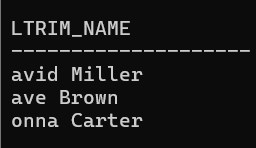 LTRIM_NAME
--------------------
avid Miller
ave Brown
onna Carter